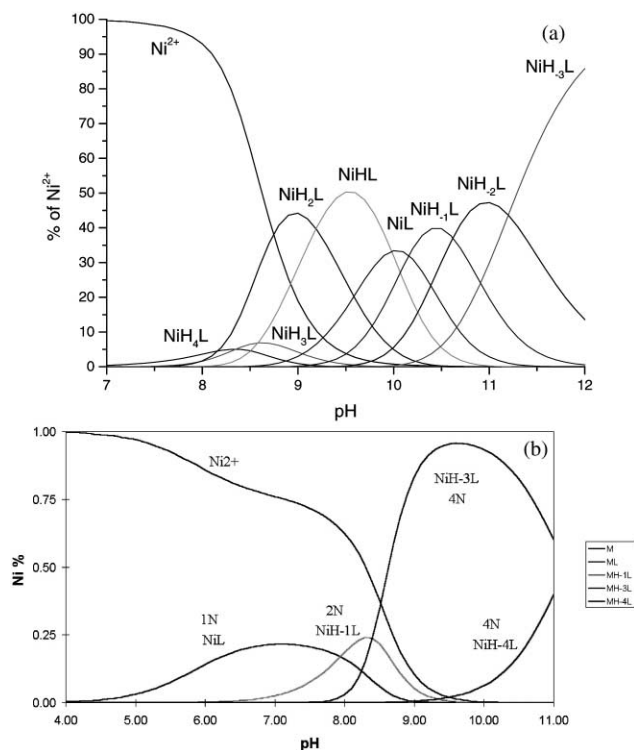 (a)
100
90
80
70
60
50
40
30
20
10
0
% of Ni²⁺
Ni²⁺
NiH₄L
NiH₃L
NiH₂L
NiHL
NiL
NiH₋₁L
NiH₋₂L
NiH₋₃L
7 8 9 10 11 12
pH
(b)
1.00
0.75
0.50
0.25
0.00
Ni %
Ni2+
1N
NiL
2N
NiH-1L
NiH-3L
4N
4N
NiH-4L
4.00 5.00 6.00 7.00 8.00 9.00 10.00 11.00
pH
M
ML
MH-1L
MH-3L
MH-4L